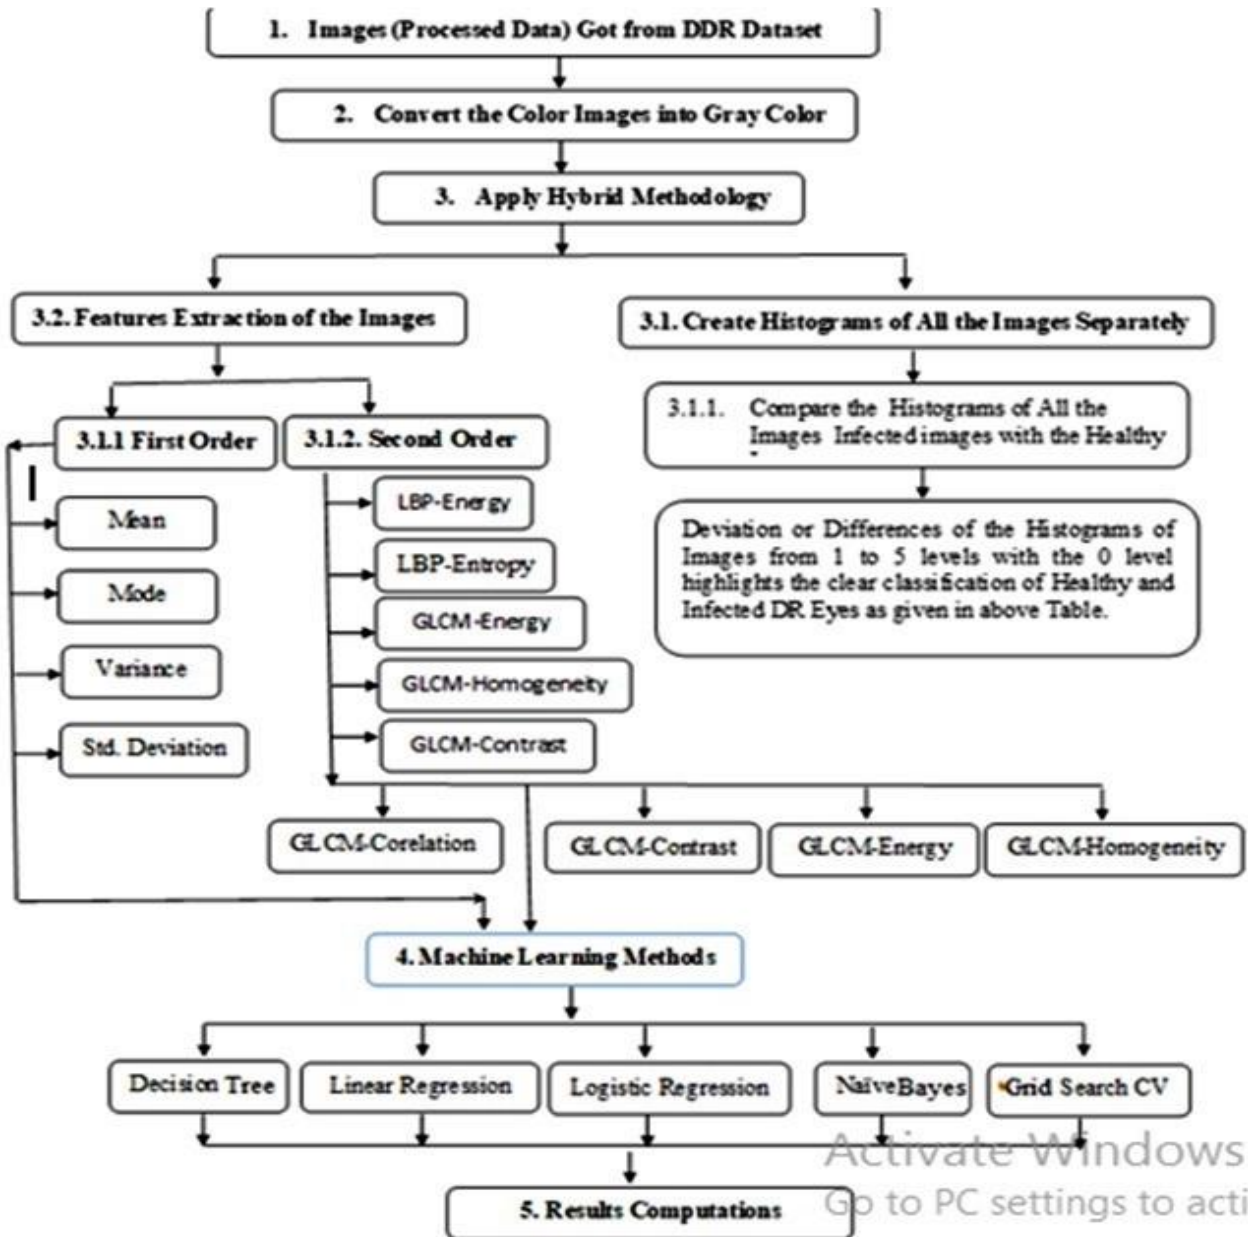 1. Images (Processed Data) Got from DDR Dataset
2. Convert the Color Images into Gray Color
3. Apply Hybrid Methodology
3.2. Features Extraction of the Images
3.1. Create Histograms of All the Images Separately
3.1.1 First Order
3.1.2. Second Order
3.1.1. Compare the Histograms of All the
Images Infected images with the Healthy
Mean
Mode
Variance
Std. Deviation
LBP-Energy
LBP-Entropy
GLCM-Energy
GLCM-Homogeneity
GLCM-Contrast
Deviation or Differences of the Histograms of
Images from 1 to 5 levels with the 0 level
highlights the clear classification of Healthy and
Infected DR Eyes as given in above Table.
GLCM-Corelation
GLCM-Contrast
GLCM-Energy
GLCM-Homogeneity
4. Machine Learning Methods
Decision Tree
Linear Regression
Logistic Regression
Naïve Bayes
Grid Search CV
5. Results Computations
Activate Windows
Go to PC settings to acti